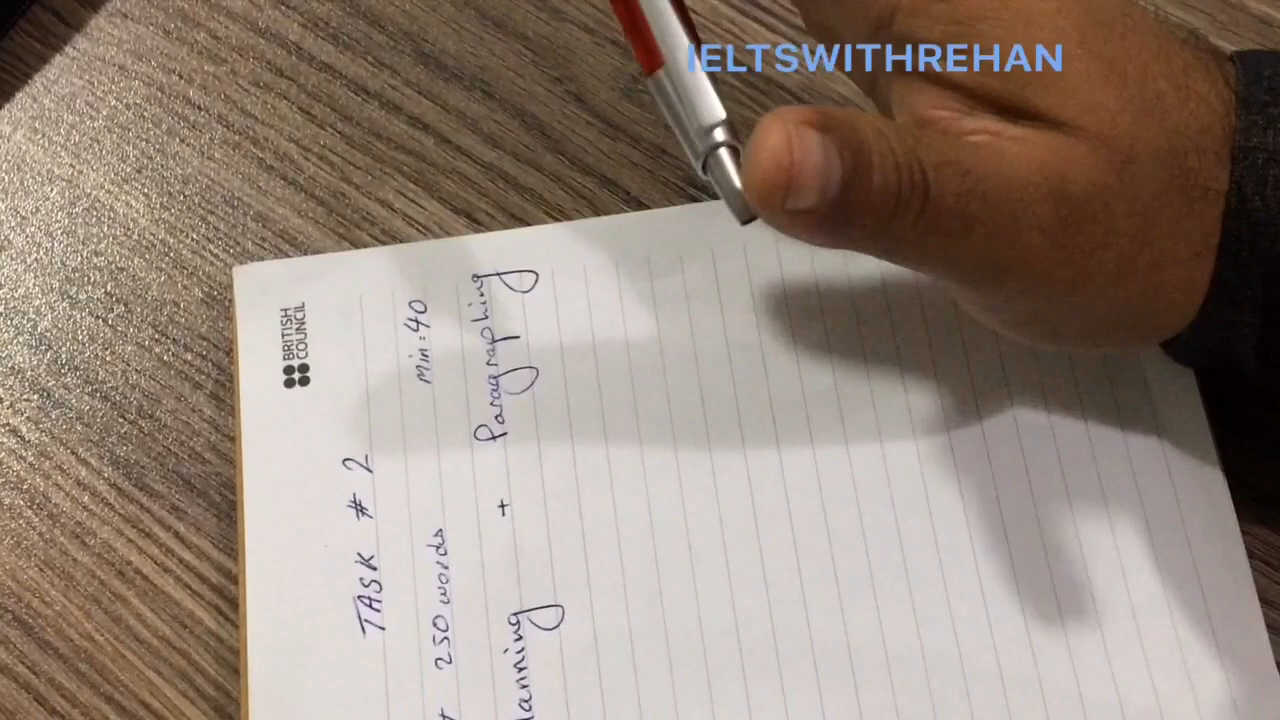 IELTSWITHREHAN
BRITISH
COUNCIL
TASK # 2
250 words Min: 40
lanning + Paragraphing